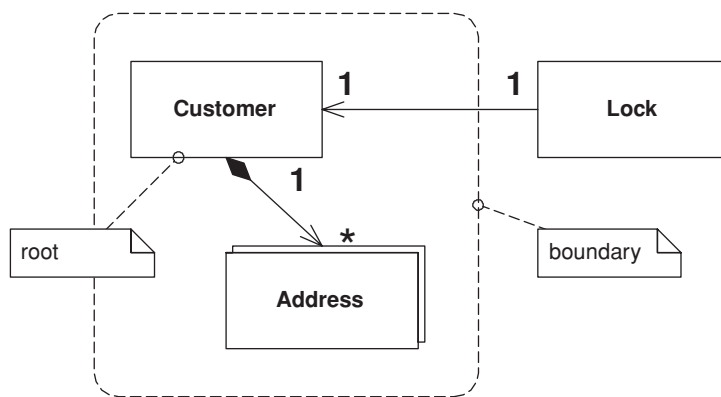 Customer
1
1
Lock
1
root
*
boundary
Address